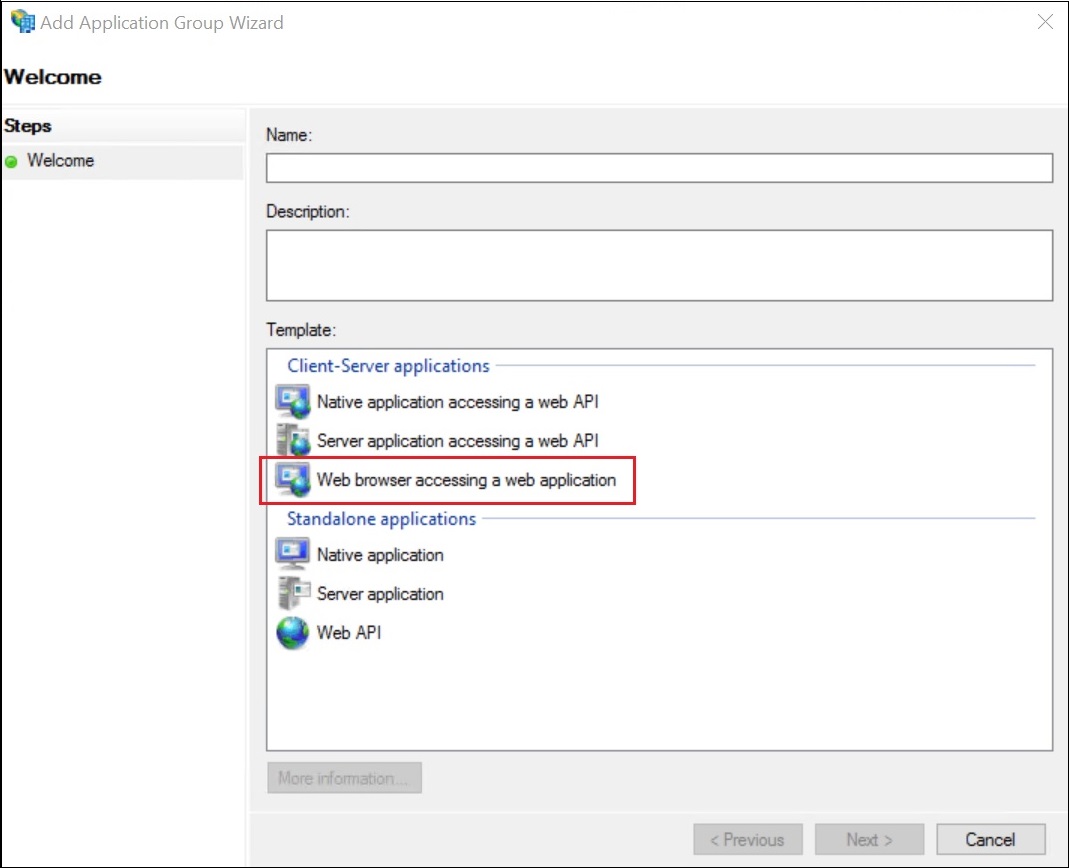 Add Application Group Wizard
Welcome
Steps
Welcome
Name:
Description:
Template:
Client-Server applications
Native application accessing a web API
Server application accessing a web API
Web browser accessing a web application
Standalone applications
Native application
Server application
Web API
More information....
< Previous
Next >
Cancel